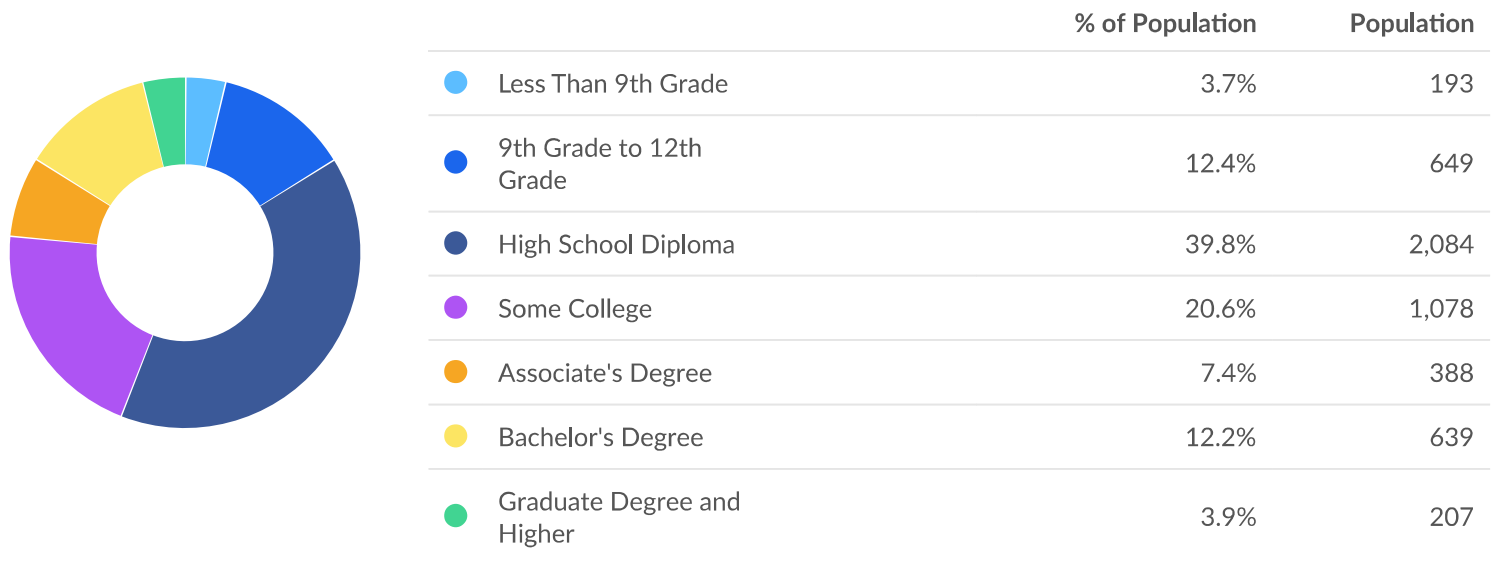 % of Population Population
Less Than 9th Grade 3.7% 193
9th Grade to 12th
Grade 12.4% 649
High School Diploma 39.8% 2,084
Some College 20.6% 1,078
Associate's Degree 7.4% 388
Bachelor's Degree 12.2% 639
Graduate Degree and
Higher 3.9% 207